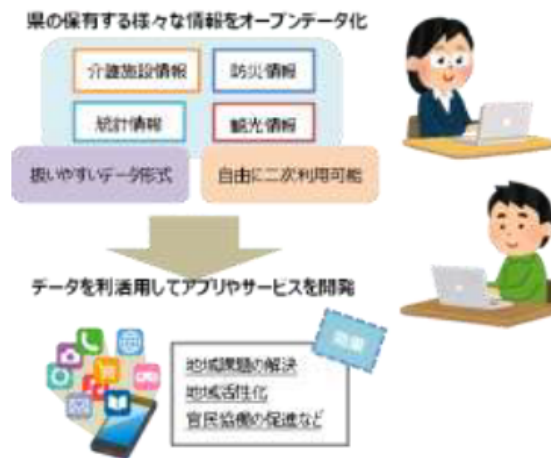 県の保有する様々な情報をオープンデータ化
介護施設情報
防災情報
統計情報
観光情報
扱いやすいデータ形式
自由に二次利用可能
データを利活用してアプリやサービスを開発
効果
地域課題の解決
地域活性化
官民協働の促進など